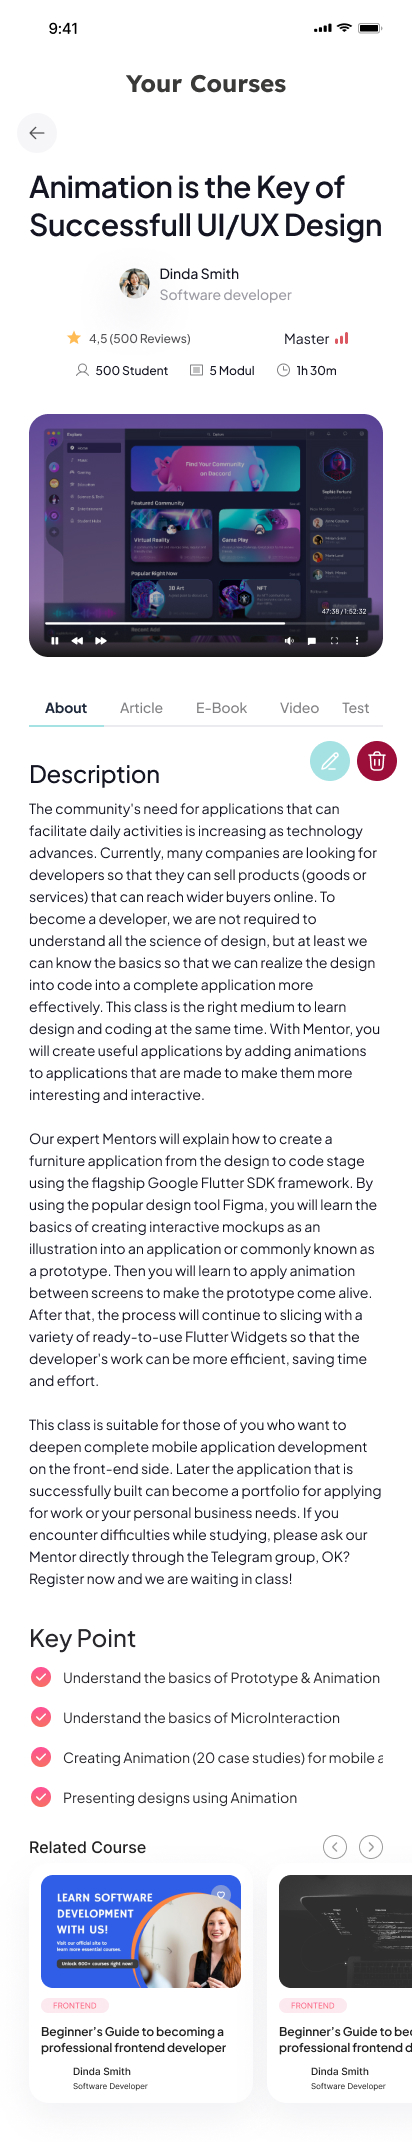 9:41
Your Courses
Animation is the Key of
Successfull UI/UX Design
Dinda Smith
Software developer
4,5 (500 Reviews)
Master
500 Student
5 Modul
1h 30m
Explore
Home
Music
Gaming
Education
Science & Tech
Entertainment
Student Hubs
Find Your Community
on Discord
Featured Community
Virtual Reality
Game Play
Popular Right Now
3D Art
NFT
Sophie Fortune
47:38 / 1:52:32
About
Article
E-Book
Video
Test
Description
The community's need for applications that can
facilitate daily activities is increasing as technology
advances. Currently, many companies are looking for
developers so that they can sell products (goods or
services) that can reach wider buyers online. To
become a developer, we are not required to
understand all the science of design, but at least we
can know the basics so that we can realize the design
into code into a complete application more
effectively. This class is the right medium to learn
design and coding at the same time. With Mentor, you
will create useful applications by adding animations
to applications that are made to make them more
interesting and interactive.
Our expert Mentors will explain how to create a
furniture application from the design to code stage
using the flagship Google Flutter SDK framework. By
using the popular design tool Figma, you will learn the
basics of creating interactive mockups as an
illustration into an application or commonly known as
a prototype. Then you will learn to apply animation
between screens to make the prototype come alive.
After that, the process will continue to slicing with a
variety of ready-to-use Flutter Widgets so that the
developer's work can be more efficient, saving time
and effort.
This class is suitable for those of you who want to
deepen complete mobile application development
on the front-end side. Later the application that is
successfully built can become a portfolio for applying
for work or your personal business needs. If you
encounter difficulties while studying, please ask our
Mentor directly through the Telegram group, OK?
Register now and we are waiting in class!
Key Point
Understand the basics of Prototype & Animation
Understand the basics of MicroInteraction
Creating Animation (20 case studies) for mobile a
Presenting designs using Animation
Related Course
LEARN SOFTWARE
DEVELOPMENT
WITH US!
Visit our official site to
learn more essential courses.
Unlock 600+ courses right now!
FRONTEND
Beginner's Guide to becoming a
professional frontend developer
Dinda Smith
Software Developer
FRONTEND
Beginner's Guide to bec
professional frontend d
Dinda Smith
Software Developer